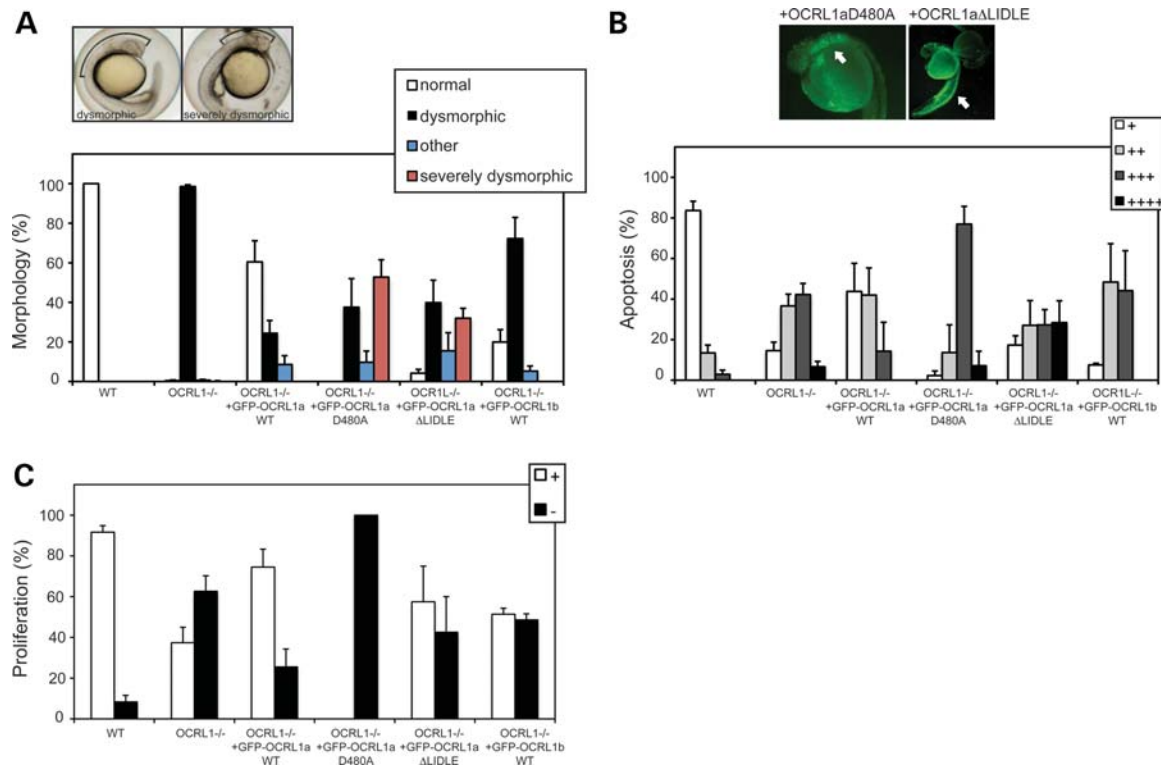 A
dysmorphic
severely dysmorphic
normal
dysmorphic
other
severely dysmorphic
Morphology (%)
100
80
60
40
20
0
WT
OCRL1-/-
OCRL1-/-
+GFP-OCRL1a
WT
OCRL1-/-
+GFP-OCRL1a
D480A
OCR1L-/-
+GFP-OCRL1a
ΔLIDLE
OCRL1-/-
+GFP-OCRL1b
WT
B
+OCRL1aD480A
+OCRL1aΔLIDLE
+
++
+++
++++
Apoptosis (%)
100
80
60
40
20
0
WT
OCRL1-/-
OCRL1-/-
+GFP-OCRL1a
WT
OCRL1-/-
+GFP-OCRL1a
D480A
OCRL1-/-
+GFP-OCRL1a
ΔLIDLE
OCR1L-/-
+GFP-OCRL1b
WT
C
+
-
Proliferation (%)
100
80
60
40
20
0
WT
OCRL1-/-
OCRL1-/-
+GFP-OCRL1a
WT
OCRL1-/-
+GFP-OCRL1a
D480A
OCRL1-/-
+GFP-OCRL1a
ΔLIDLE
OCRL1-/-
+GFP-OCRL1b
WT